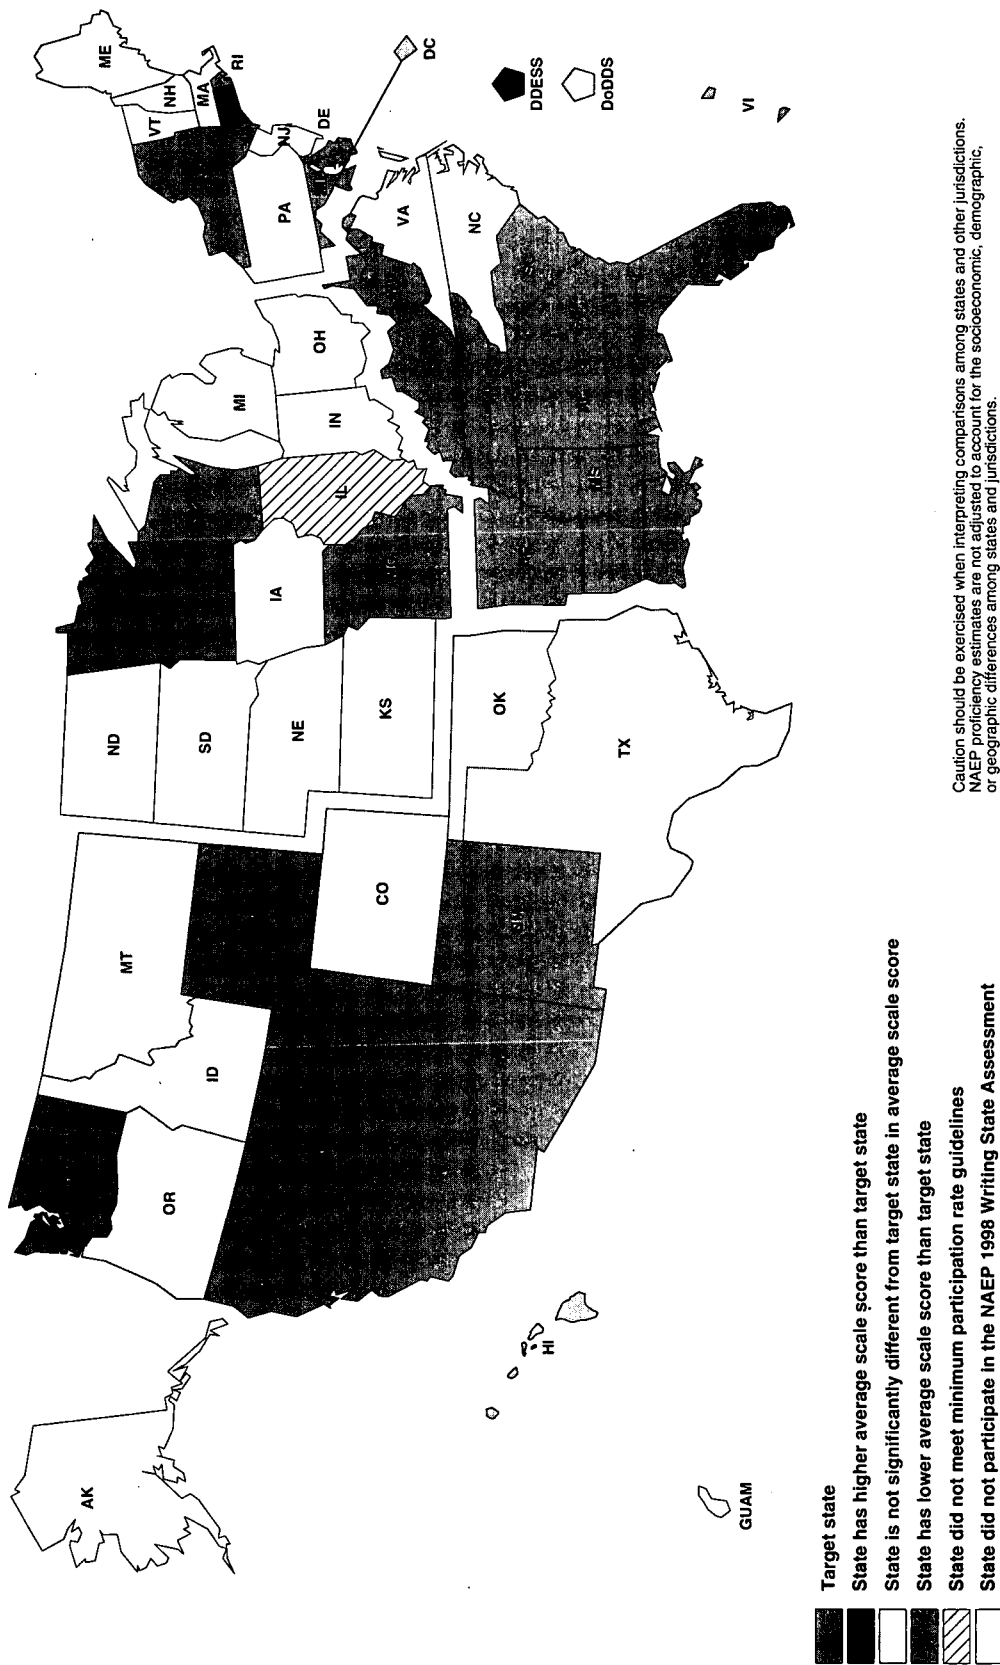 AK
GUAM
HI
OR
ID
MT
CO
ND
SD
NE
KS
OK
TX
IA
IL
MI
IN
OH
PA
VA
NC
VT
NH
MA
ME
RI
NJ
DE
DC
VI
DDESS
DoDDS
Target state
State has higher average scale score than target state
State is not significantly different from target state in average scale score
State has lower average scale score than target state
State did not meet minimum participation rate guidelines
State did not participate in the NAEP 1998 Writing State Assessment
Caution should be exercised when interpreting comparisons among states and other jurisdictions.
NAEP proficiency estimates are not adjusted to account for the socioeconomic, demographic,
or geographic differences among states and jurisdictions.